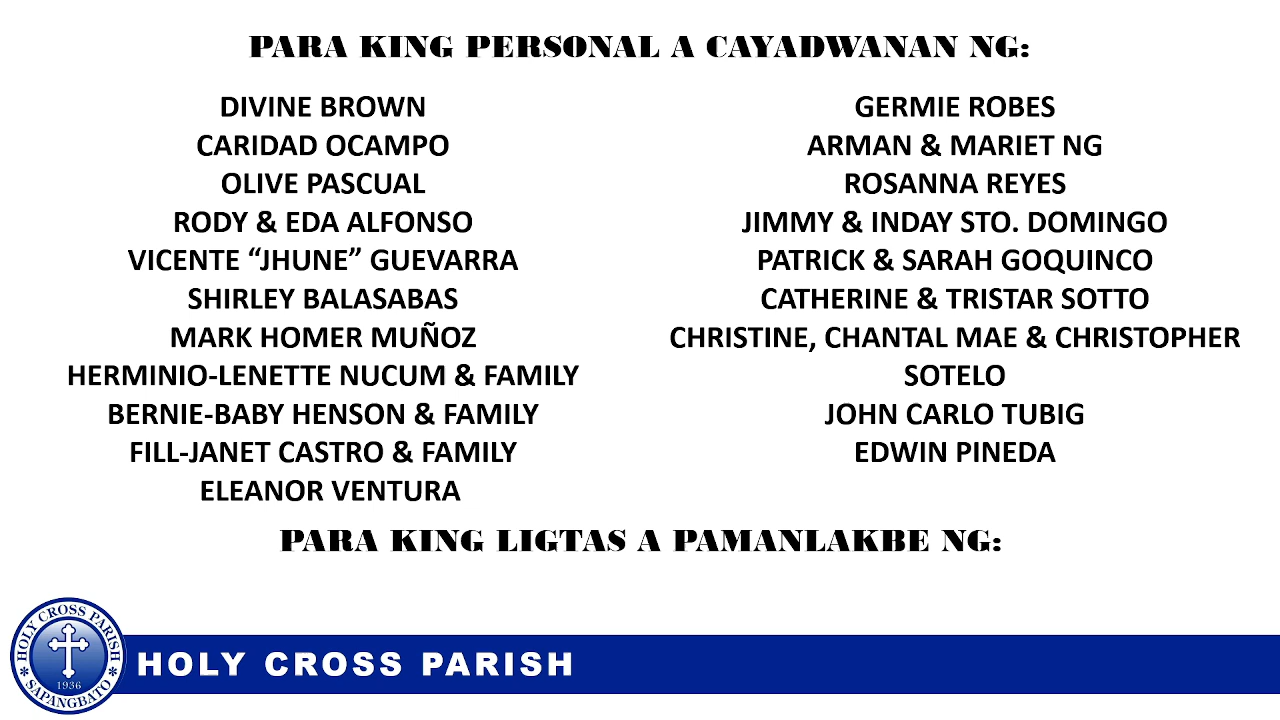 PARA KING PERSONAL A CAYADWANAN NG:
DIVINE BROWN
CARIDAD OCAMPO
OLIVE PASCUAL
RODY & EDA ALFONSO
VICENTE “JHUNE” GUEVARRA
SHIRLEY BALASABAS
MARK HOMER MUÑOZ
HERMINIO-LENETTE NUCUM & FAMILY
BERNIE-BABY HENSON & FAMILY
FILL-JANET CASTRO & FAMILY
ELEANOR VENTURA
GERMIE ROBES
ARMAN & MARIET NG
ROSANNA REYES
JIMMY & INDAY STO. DOMINGO
PATRICK & SARAH GOQUINCO
CATHERINE & TRISTAR SOTTO
CHRISTINE, CHANTAL MAE & CHRISTOPHER
SOTELO
JOHN CARLO TUBIG
EDWIN PINEDA
PARA KING LIGTAS A PAMANLAKBE NG:
HOLY CROSS PARISH
SAPANGBATO
1936
HOLY CROSS PARISH